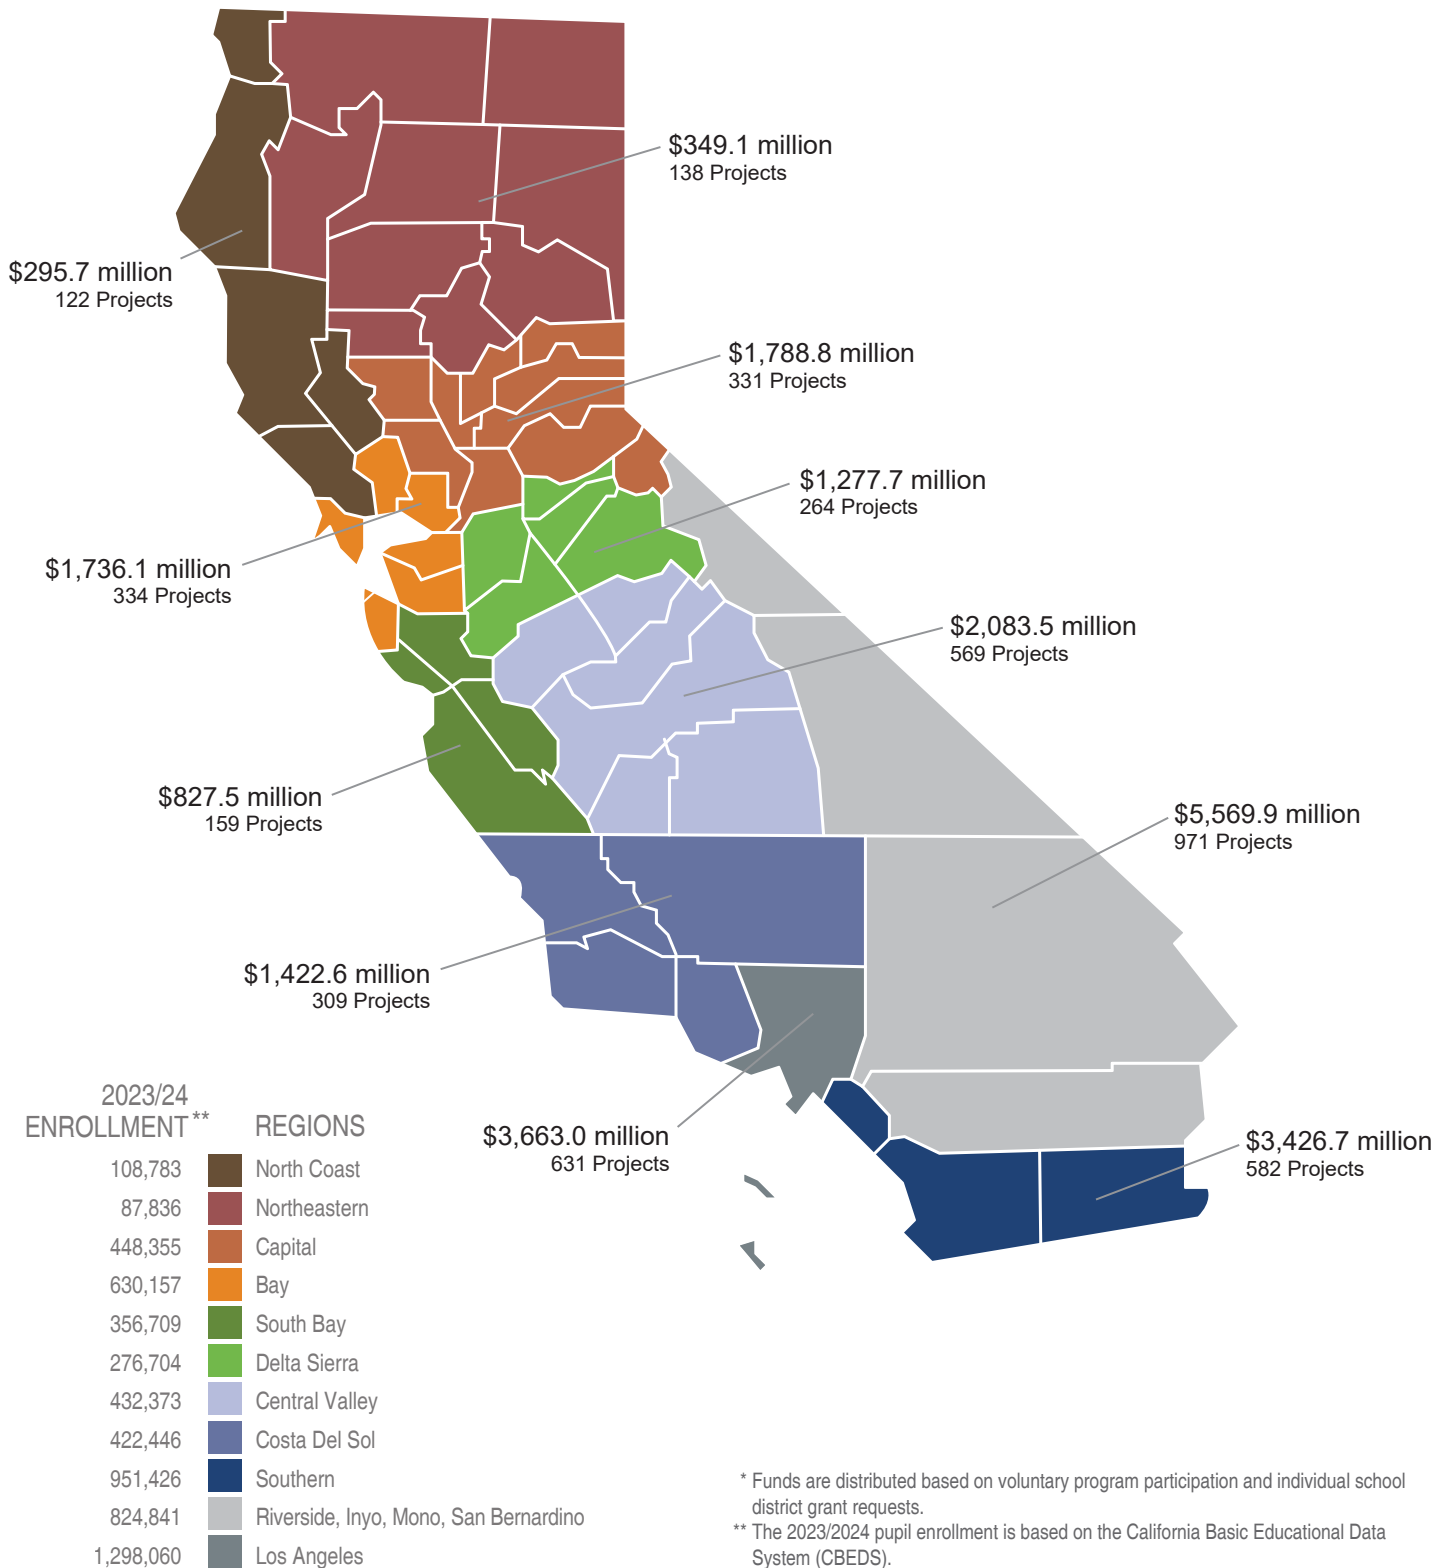 $349.1 million
138 Projects
$295.7 million
122 Projects
$1,788.8 million
331 Projects
$1,277.7 million
264 Projects
$1,736.1 million
334 Projects
$2,083.5 million
569 Projects
$827.5 million
159 Projects
$5,569.9 million
971 Projects
$1,422.6 million
309 Projects
$3,663.0 million
631 Projects
$3,426.7 million
582 Projects
2023/24
ENROLLMENT** REGIONS
108,783 North Coast
87,836 Northeastern
448,355 Capital
630,157 Bay
356,709 South Bay
276,704 Delta Sierra
432,373 Central Valley
422,446 Costa Del Sol
951,426 Southern
824,841 Riverside, Inyo, Mono, San Bernardino
1,298,060 Los Angeles
* Funds are distributed based on voluntary program participation and individual school
district grant requests.
** The 2023/2024 pupil enrollment is based on the California Basic Educational Data
System (CBEDS).